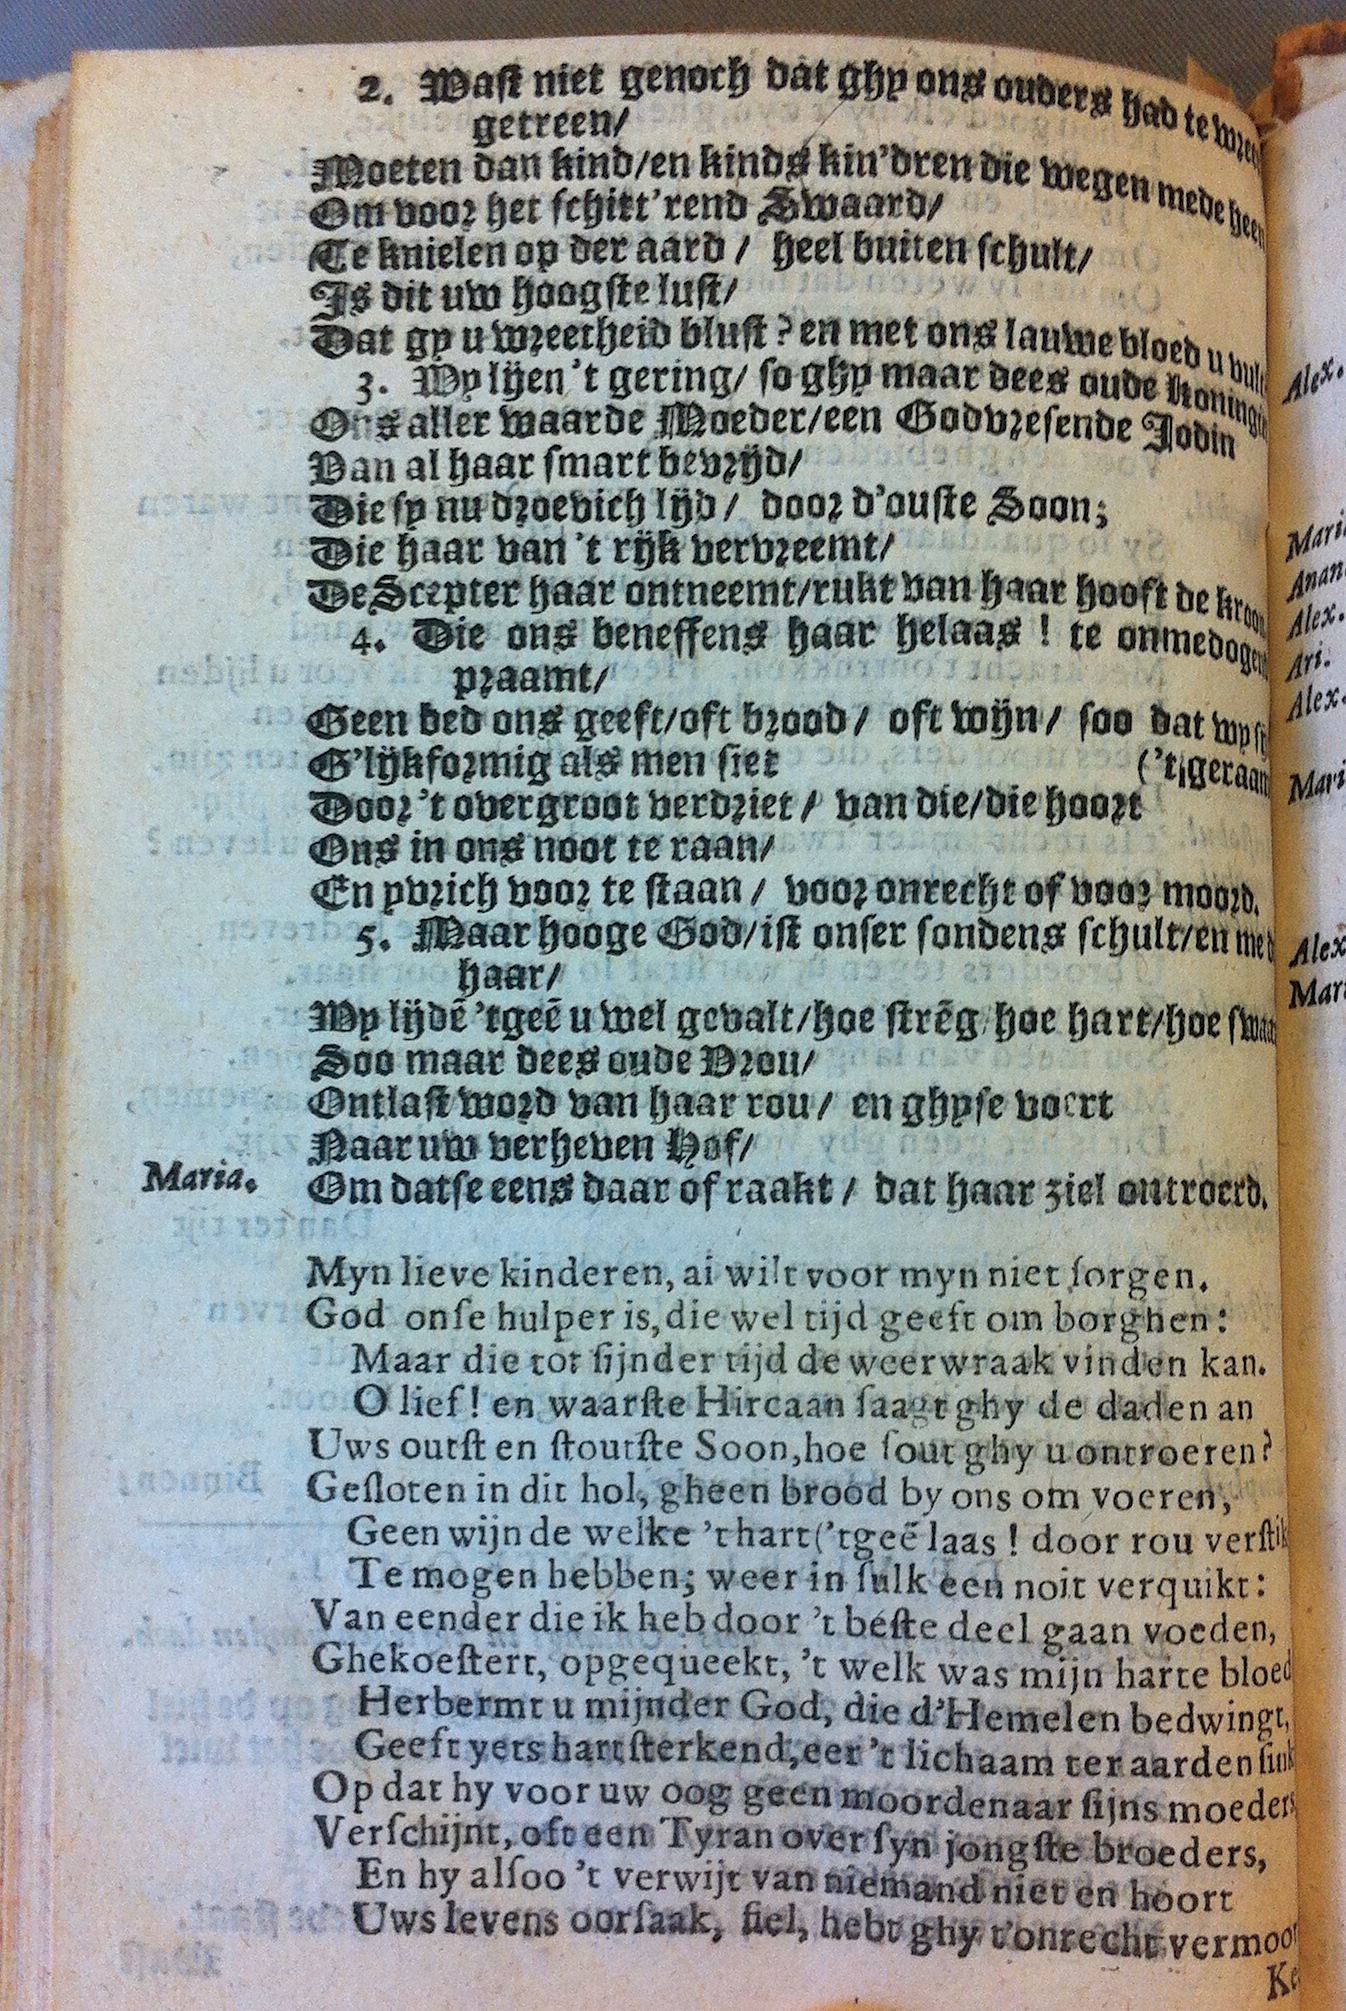 2. Wast niet genoch dat ghy ons ouders had te
getreen/
Moeten dan kind/en kinds kin'dren die wegen mede heen
Om voor het schitt'rend Swaard/
Te knielen op der aard / heel buiten schult/
Is dit uw hoogste lust/
Dat gy u wreetheid blust? en met ons lauwe bloed u vult
3. Wy lijen 't gering/ so ghy maar dees oude
Ons aller waarde Moeder/een Godvresende Jodin
Van al haar smart bevrijd/
Die sy nu droevich lijd / door d'ouste Soon;
Die haar van 't rijk vervreemt/
De Scepter haar ontneemt/rukt van haar hooft de kroon
4. Die ons beneffens haar helaas ! te
praamt/
Geen bed ons geeft/oft brood / oft wijn / soo dat wy
G'lijkformig als men siet ('t geraamt
Door 't overgroot verdriet / van die/die hoort
Ons in ons noot te raan/
En yvrich voor te staan / voor onrecht of voor moord.
5. Maar hooge God/ist onser sondens schult/en me
haar/
Wy lijdē 'tgeē u wel gevalt/hoe strēg/hoe hart/hoe swaar
Soo maar dees oude Vrou/
Ontlast word van haar rou / en ghyse voert
Naar uw verheven Hof/
Maria. Om datse eens daar of raakt / dat haar ziel ontroerd.
Myn lieve kinderen, ai wilt voor myn niet sorgen.
God onse hulper is, die wel tijd geeft om borghen:
Maar die tot sijnder tijd de weerwraak vinden kan.
O lief! en waarste Hircaan saagt ghy de daden an
Uws outst en stoutste Soon, hoe sout ghy u ontroeren?
Gesloten in dit hol, gheen brood by ons om voeren,
Geen wijn de welke 't hart ('tgeē laas! door rou verstik
Te mogen hebben; weer in sulk een noit verquikt:
Van eender die ik heb door 't beste deel gaan voeden,
Ghekoestert, opgequeekt, 't welk was mijn harte bloed
Herbermt u mijnder God, die d'Hemelen bedwingt,
Geeft yets hartsterkend, eer 't lichaam ter aarden sink
Op dat hy voor uw oog geen moordenaar sijns moeders
Verschijnt, oft een Tyran over syn jongste broeders,
En hy alsoo 't verwijt van niemand niet en hoort
Uws levens oorsaak, fiel, hebt ghy t'onrecht vermoor
Alex.
Ari.
Alex.
Alex